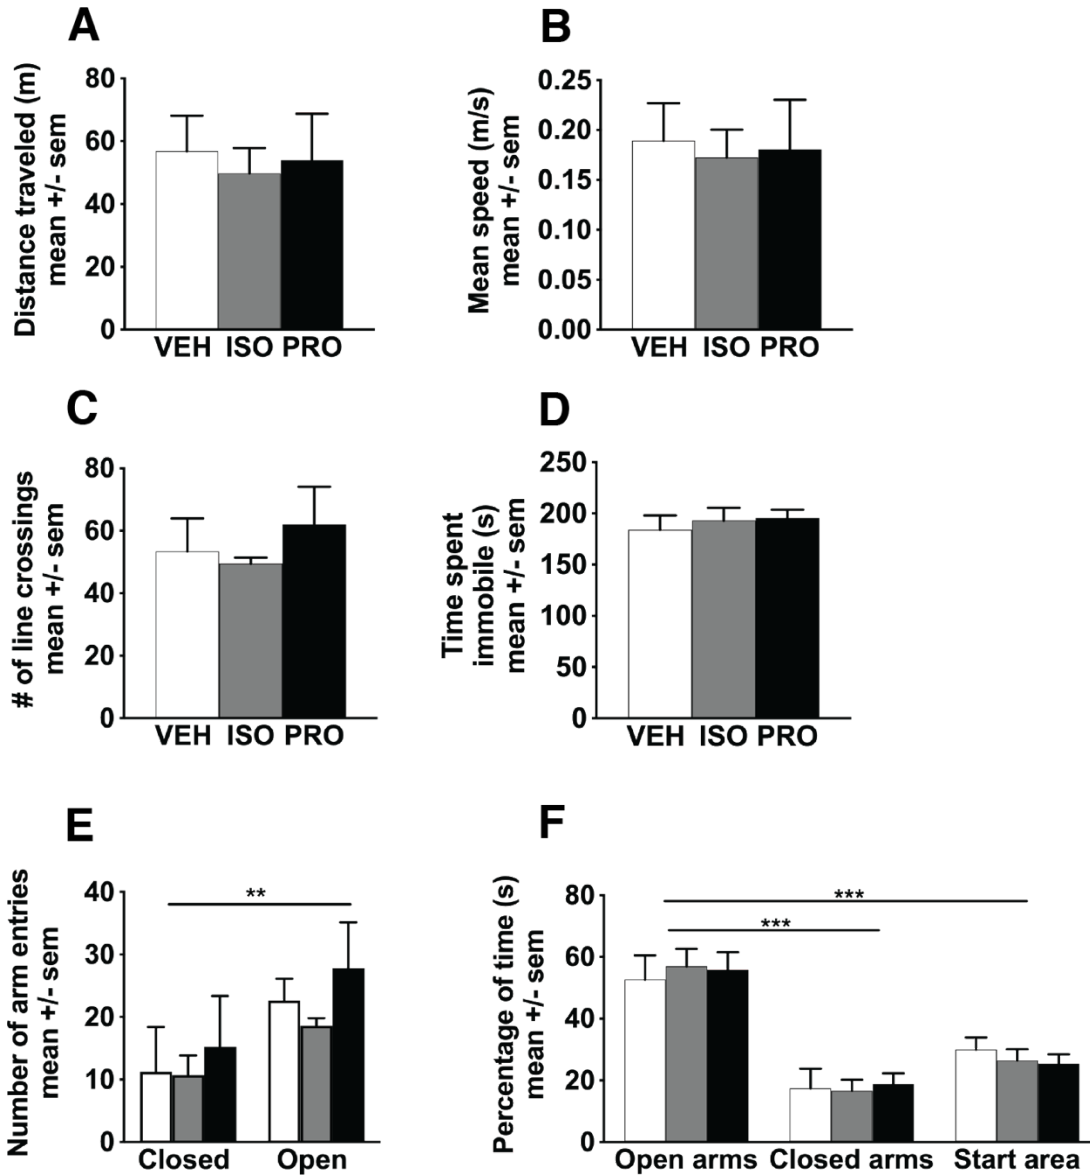 A
Distance traveled (m)
mean +/- sem
80
60
40
20
0
VEH ISO PRO
B
Mean speed (m/s)
mean +/- sem
0.25
0.20
0.15
0.10
0.05
0.00
VEH ISO PRO
C
# of line crossings
mean +/- sem
80
60
40
20
0
VEH ISO PRO
D
Time spent
immobile (s)
mean +/- sem
250
200
150
100
50
0
VEH ISO PRO
E
Number of arm entries
mean +/- sem
40
30
20
10
0
**
Closed Open
F
Percentage of time (s)
mean +/- sem
80
60
40
20
0
***
***
Open arms Closed arms Start area